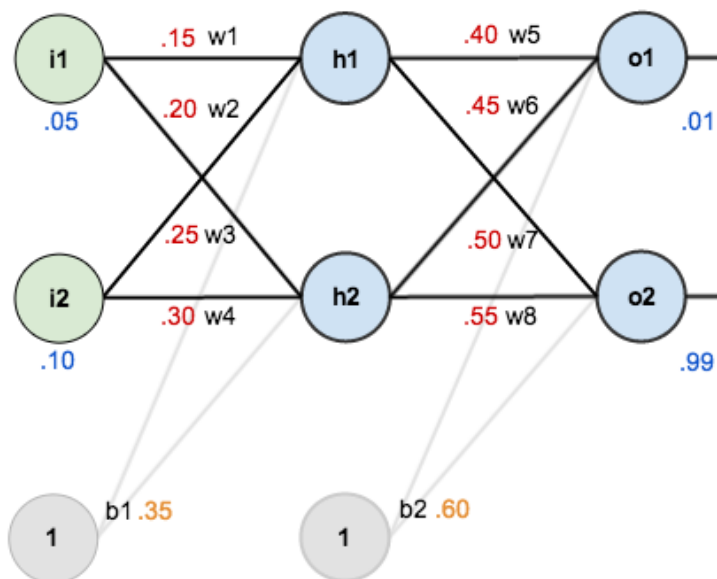 i1 .15 w1 h1 .40 w5 o1
.05 .20 w2 .45 w6 .01
.25 w3 .50 w7
i2 .30 w4 h2 .55 w8 o2
.10 .99
1 b1 .35 1 b2 .60